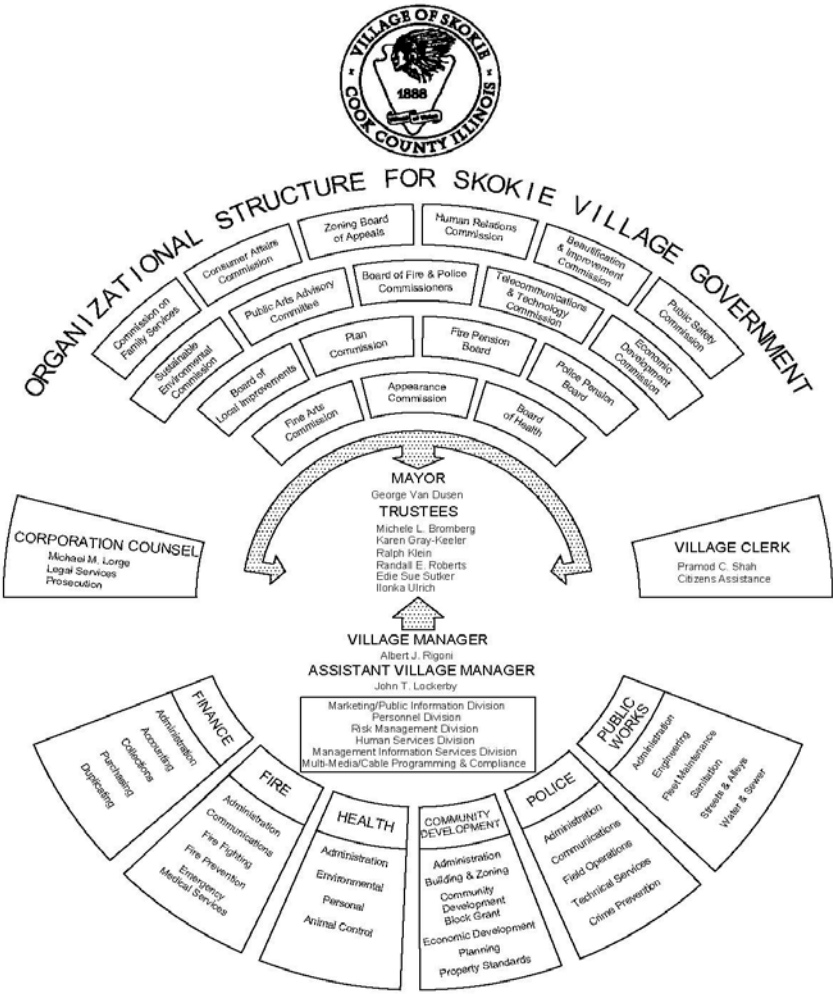 VILLAGE OF SKOKIE
1888
COOK COUNTY ILLINOIS
ORGANIZATIONAL STRUCTURE FOR SKOKIE VILLAGE GOVERNMENT
Commission on
Family Services
Consumer Affairs
Commission
Zoning Board
of Appeals
Human Relations
Commission
Beautification
& Improvement
Commission
Public Safety
Commission
Sustainable
Environmental
Commission
Public Arts Advisory
Committee
Board of Fire & Police
Commissioners
Telecommunications
& Technology
Commission
Economic
Development
Commission
Board of
Local Improvements
Plan
Commission
Fire Pension
Board
Police Pension
Board
Fine Arts
Commission
Appearance
Commission
Board
of Health
MAYOR
George Van Dusen
TRUSTEES
Michele L. Bromberg
Karen Gray-Keeler
Ralph Klein
Randall E. Roberts
Edie Sue Sutker
Ilonka Ulrich
CORPORATION COUNSEL
Michael M. Lorge
Legal Services
Prosecution
VILLAGE CLERK
Pramod C. Shah
Citizens Assistance
VILLAGE MANAGER
Albert J. Rigoni
ASSISTANT VILLAGE MANAGER
John T. Lockerby
Marketing/Public Information Division
Personnel Division
Risk Management Division
Human Services Division
Management Information Services Division
Multi-Media/Cable Programming & Compliance
FINANCE
Administration
Accounting
Collections
Purchasing
Duplicating
FIRE
Administration
Communications
Fire Fighting
Fire Prevention
Emergency
Medical Services
HEALTH
Administration
Environmental
Personal
Animal Control
COMMUNITY
DEVELOPMENT
Administration
Building & Zoning
Community
Development
Block Grant
Economic Development
Planning
Property Standards
POLICE
Administration
Communications
Field Operations
Technical Services
Crime Prevention
PUBLIC
WORKS
Administration
Engineering
Fleet Maintenance
Sanitation
Streets & Alleys
Water & Sewer